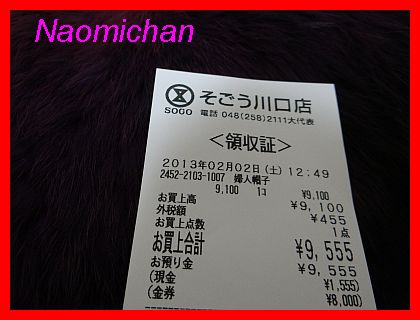 Naomichan
SOGO
そごう川口店
電話 048(258)2111大代表
＜領収証＞
2013年02月02日(土) 12:49
2452-2103-1007 婦人帽子
9,100 1コ ¥9,100
お買上高 ¥9,100
外税額 ¥455
お買上点数 1点
お買上合計 ¥9,555
お預り金 ¥9,555
(現金 ¥1,555)
(金券 ¥8,000)